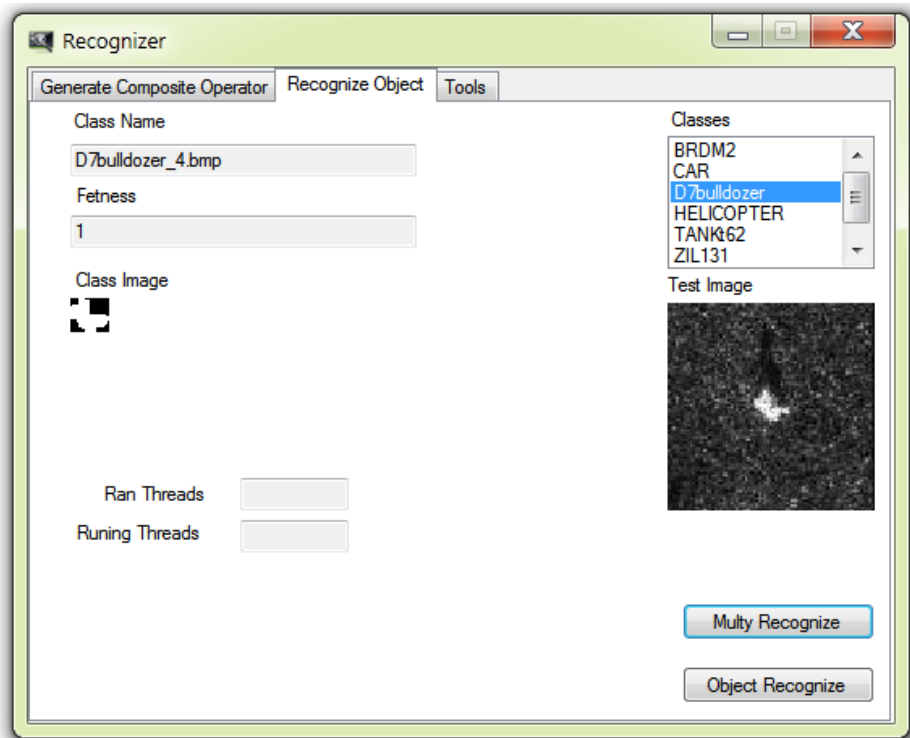 Recognizer
Generate Composite Operator Recognize Object Tools
Class Name
D7bulldozer_4.bmp
Fetness
1
Class Image
Ran Threads
Runing Threads
Classes
BRDM2
CAR
D7bulldozer
HELICOPTER
TANKt62
ZIL131
Test Image
Multy Recognize
Object Recognize